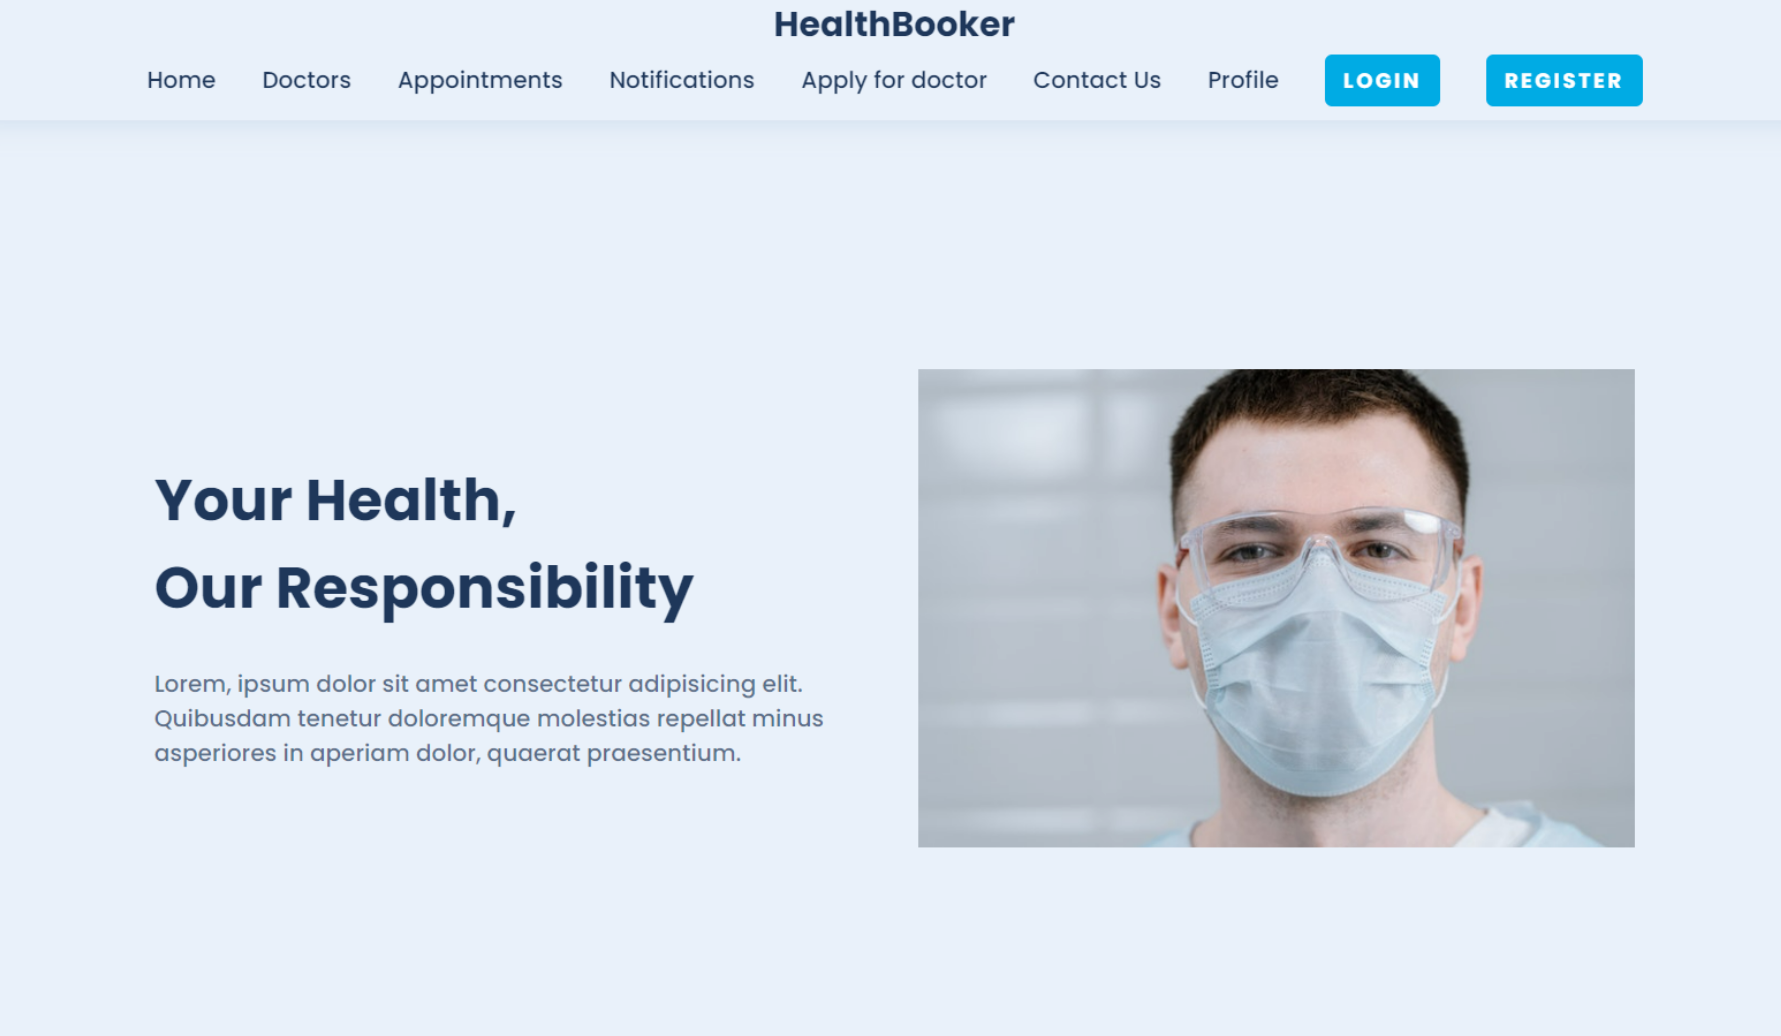 HealthBooker
Home Doctors Appointments Notifications Apply for doctor Contact Us Profile LOGIN REGISTER
Your Health,
Our Responsibility
Lorem, ipsum dolor sit amet consectetur adipisicing elit.
Quibusdam tenetur doloremque molestias repellat minus
asperiores in aperiam dolor, quaerat praesentium.